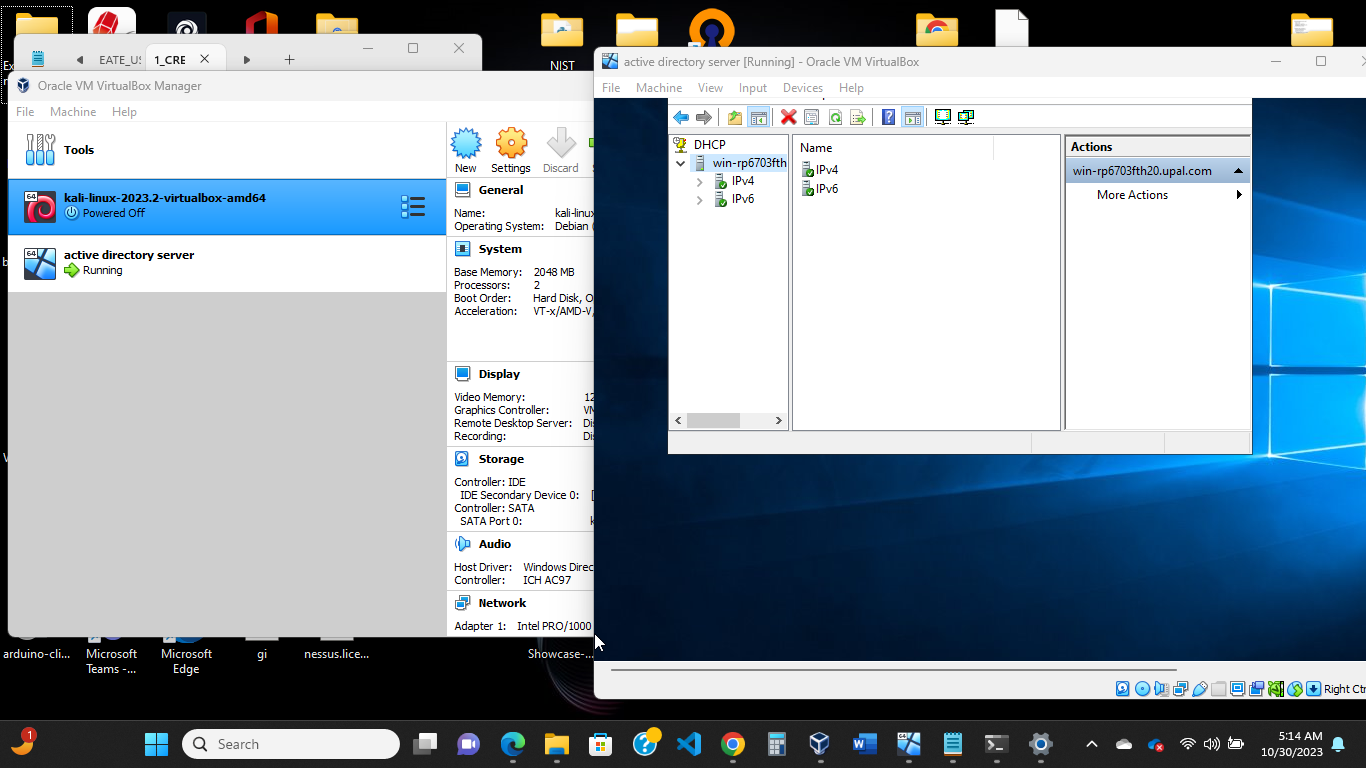 NIST
EATE_US
1_CRE
Oracle VM VirtualBox Manager
File Machine Help
Tools
New
Settings
Discard
64
kali-linux-2023.2-virtualbox-amd64
Powered Off
64
active directory server
Running
General
Name: kali-linux
Operating System: Debian (
System
Base Memory: 2048 MB
Processors: 2
Boot Order: Hard Disk, O
Acceleration: VT-x/AMD-V,
Display
Video Memory: 12
Graphics Controller: VM
Remote Desktop Server: Dis
Recording: Dis
Storage
Controller: IDE
IDE Secondary Device 0: [
Controller: SATA
SATA Port 0: k
Audio
Host Driver: Windows Direc
Controller: ICH AC97
Network
Adapter 1: Intel PRO/1000
active directory server [Running] - Oracle VM VirtualBox
File Machine View Input Devices Help
DHCP
win-rp6703fth
IPv4
IPv6
Name
IPv4
IPv6
Actions
win-rp6703fth20.upal.com
More Actions
Right Ctr
arduino-cli...
Microsoft
Teams -...
Microsoft
Edge
gi
nessus.lice...
Showcase-...
1
Search
64
5:14 AM
10/30/2023